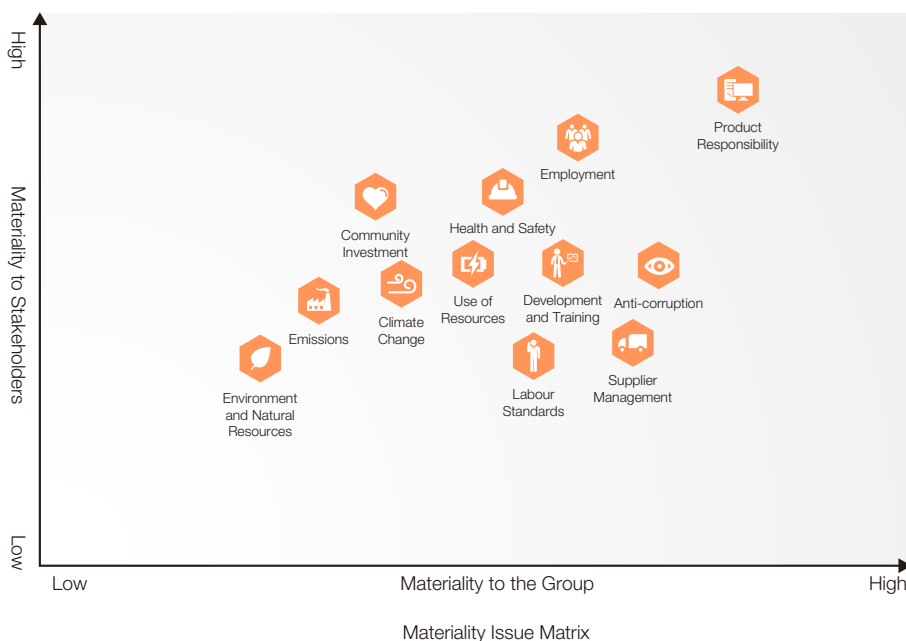 High
Materiality to Stakeholders
Low
Product
Responsibility
Employment
Health and Safety
Community
Investment
Use of
Resources
Development
and Training
Anti-corruption
Climate
Change
Emissions
Supplier
Management
Labour
Standards
Environment
and Natural
Resources
Low
Materiality to the Group
High
Materiality Issue Matrix